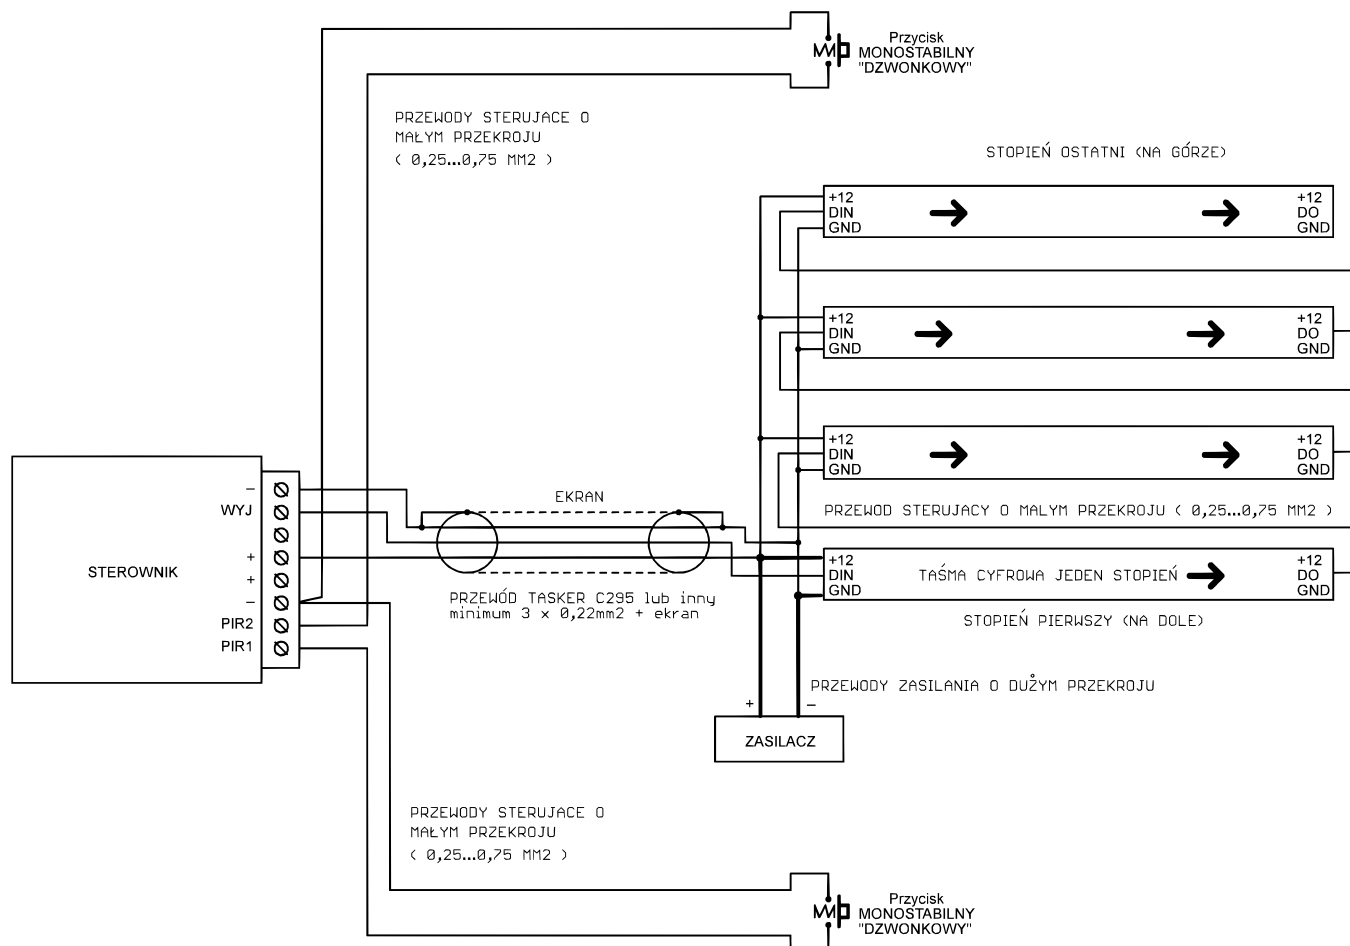 Przycisk
MONOSTABILNY
"DZWONKOWY"
PRZEWODY STERUJACE O
MAŁYM PRZEKROJU
( 0,25...0,75 MM2 )
STOPIEŃ OSTATNI (NA GÓRZE)
+12 +12
DIN DO
GND GND
+12 +12
DIN DO
GND GND
+12 +12
DIN DO
GND GND
PRZEWOD STERUJACY O MALYM PRZEKROJU ( 0,25...0,75 MM2 )
+12 +12
DIN TAŚMA CYFROWA JEDEN STOPIEŃ DO
GND GND
STOPIEŃ PIERWSZY (NA DOLE)
STEROWNIK
–
WYJ
+
+
–
PIR2
PIR1
EKRAN
PRZEWÓD TASKER C295 lub inny
minimum 3 x 0,22mm2 + ekran
PRZEWODY ZASILANIA O DUŻYM PRZEKROJU
+ –
ZASILACZ
PRZEWODY STERUJACE O
MAŁYM PRZEKROJU
( 0,25...0,75 MM2 )
Przycisk
MONOSTABILNY
"DZWONKOWY"